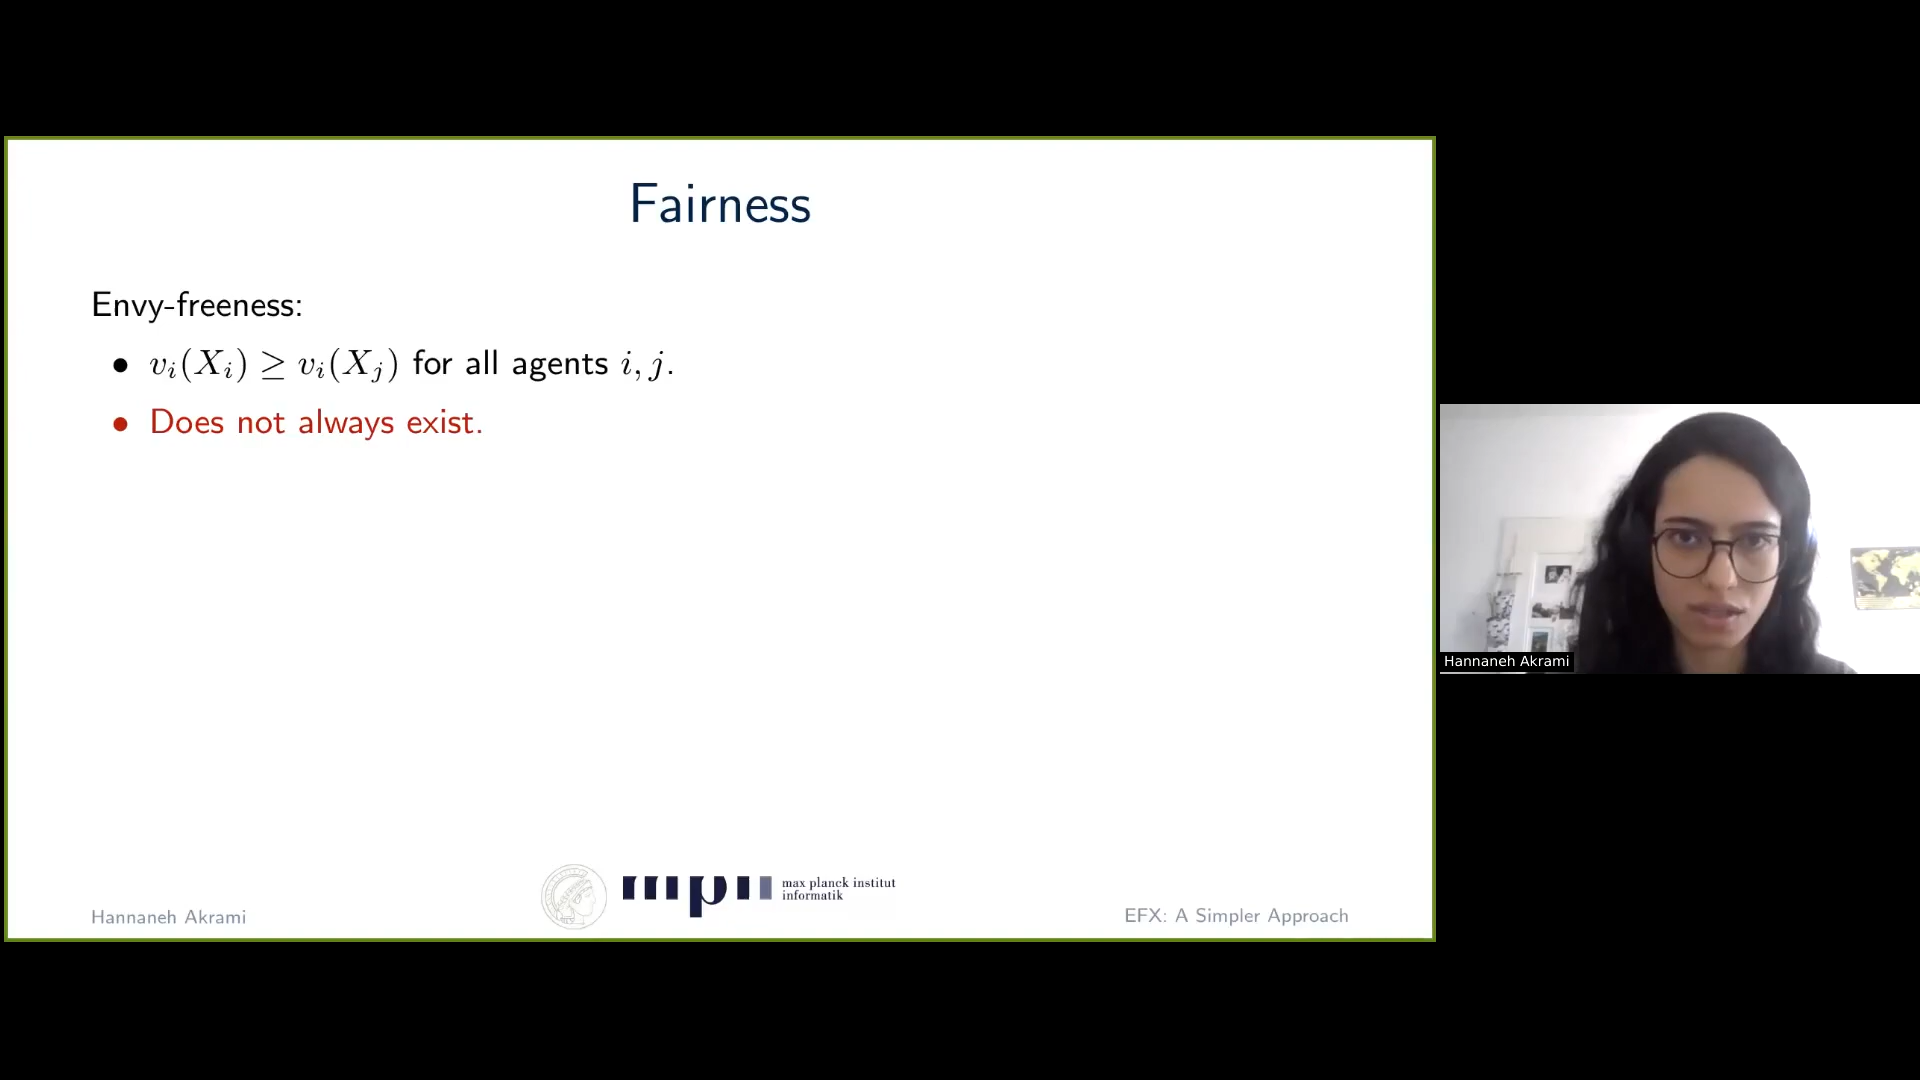 Fairness
Envy-freeness:
• vᵢ(Xᵢ) ≥ vᵢ(Xⱼ) for all agents i, j.
• Does not always exist.
Hannaneh Akrami
mpii
max planck institut
informatik
EFX: A Simpler Approach
Hannaneh Akrami